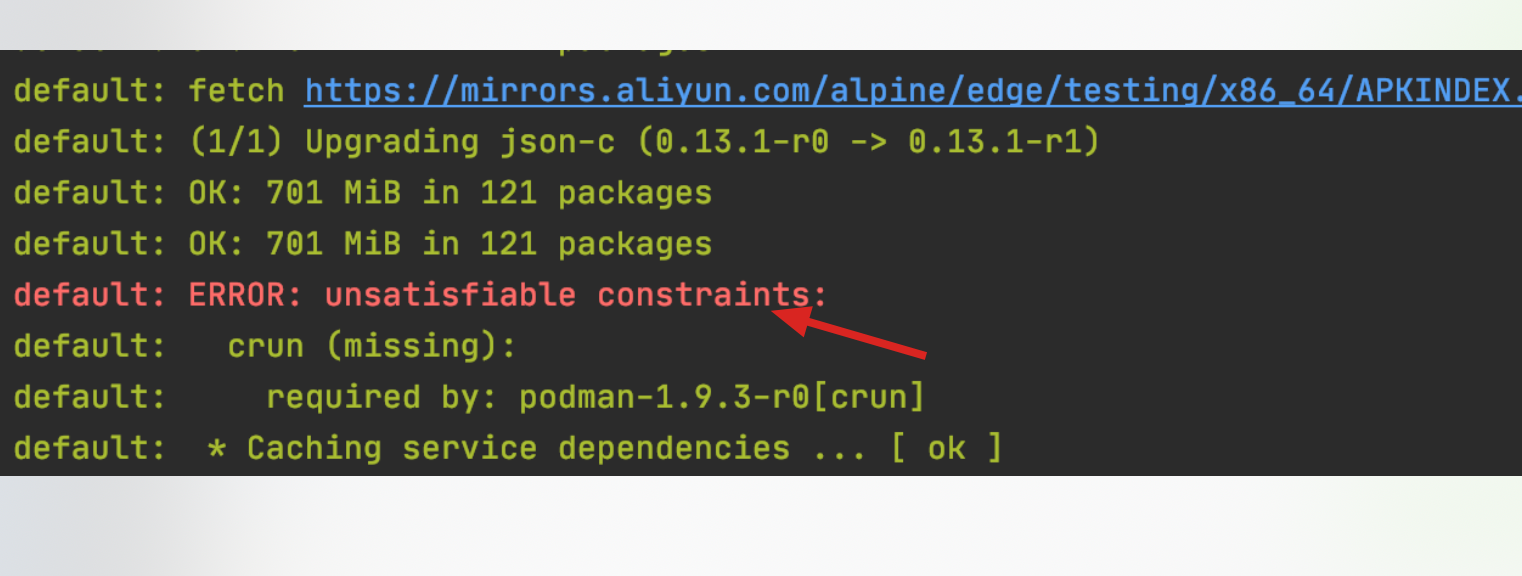 default: fetch https://mirrors.aliyun.com/alpine/edge/testing/x86_64/APKINDEX.
default: (1/1) Upgrading json-c (0.13.1-r0 -> 0.13.1-r1)
default: OK: 701 MiB in 121 packages
default: OK: 701 MiB in 121 packages
default: ERROR: unsatisfiable constraints:
default:   crun (missing):
default:     required by: podman-1.9.3-r0[crun]
default:  * Caching service dependencies ... [ ok ]